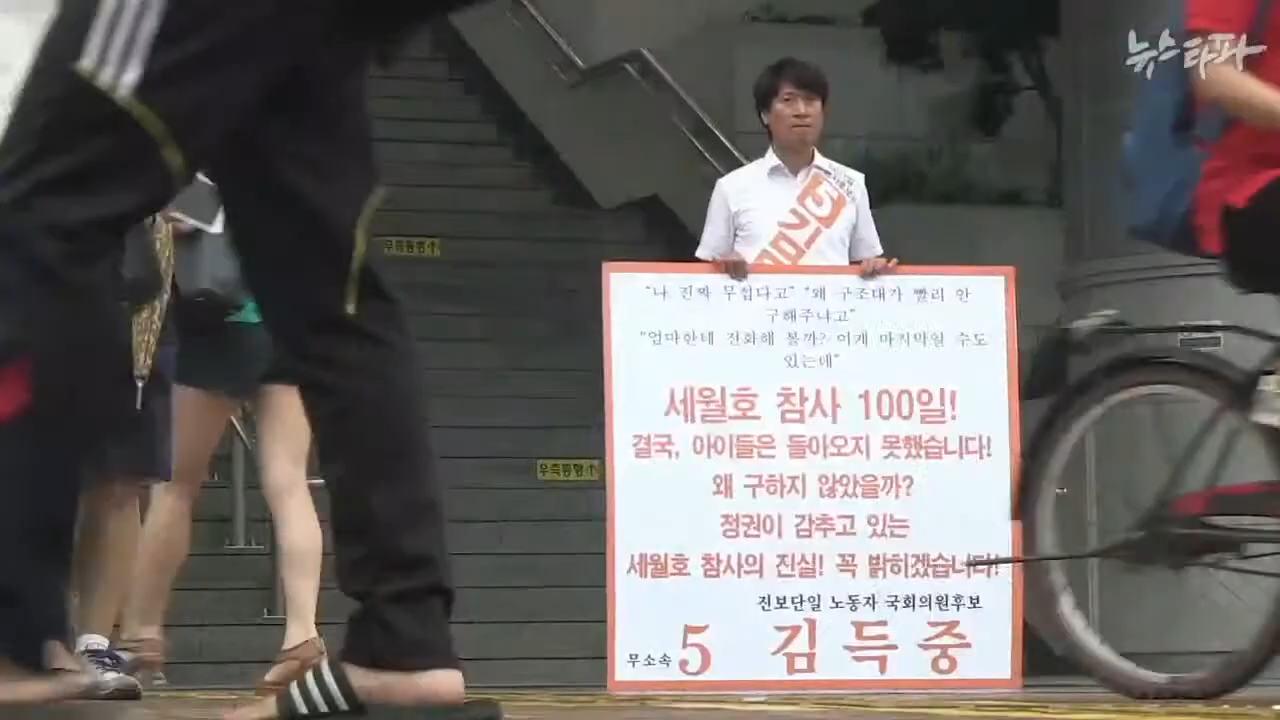 뉴스타파
5 김
우측통행
우측통행
"나 진짜 무섭다고" "왜 구조대가 빨리 안
구해주냐고"
"엄마한테 전화해 볼까? 이게 마지막일 수도
있는데"
세월호 참사 100일!
결국, 아이들은 돌아오지 못했습니다!
왜 구하지 않았을까?
정권이 감추고 있는
세월호 참사의 진실! 꼭 밝히겠습니다!
진보단일 노동자 국회의원후보
무소속 5 김득중